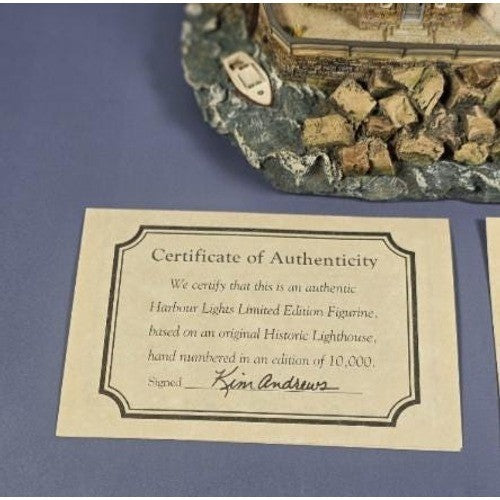 Certificate of Authenticity
We certify that this is an authentic
Harbour Lights Limited Edition Figurine,
based on an original Historic Lighthouse,
hand numbered in an edition of 10,000.
Signed Kim Andrews